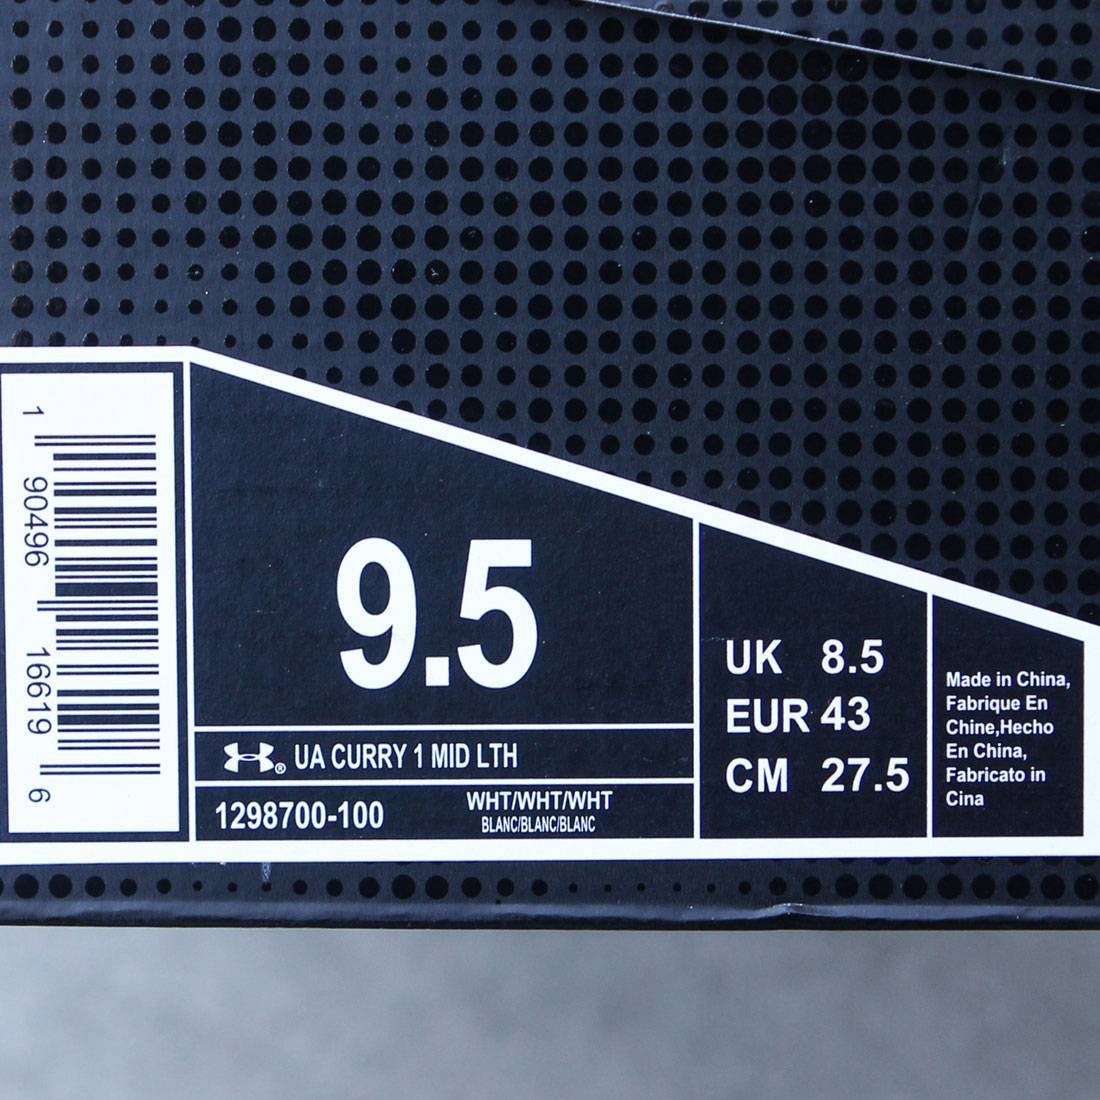 1 90496 16619 6
9.5
® UA CURRY 1 MID LTH
1298700-100
WHT/WHT/WHT
BLANC/BLANC/BLANC
UK 8.5
EUR 43
CM 27.5
Made in China,
Fabrique En
Chine,Hecho
En China,
Fabricato in
Cina